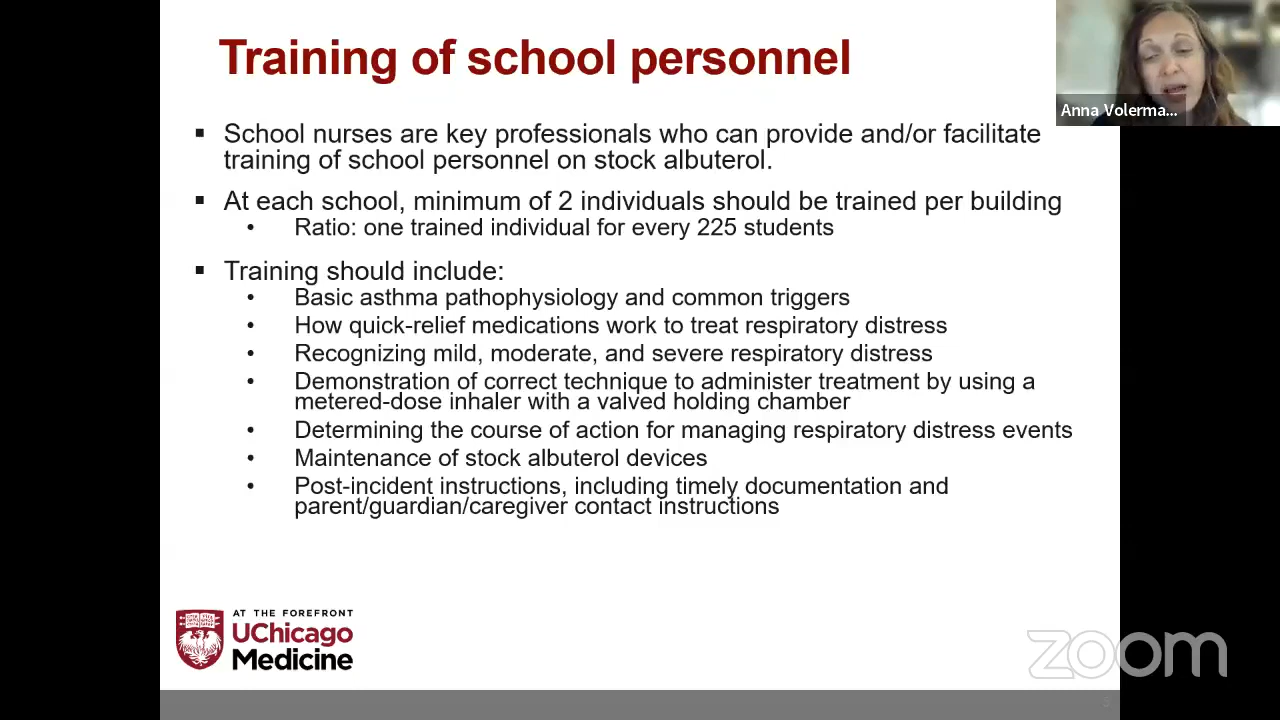 Training of school personnel
Anna Volerma...
▪ School nurses are key professionals who can provide and/or facilitate
training of school personnel on stock albuterol.
▪ At each school, minimum of 2 individuals should be trained per building
• Ratio: one trained individual for every 225 students
▪ Training should include:
• Basic asthma pathophysiology and common triggers
• How quick-relief medications work to treat respiratory distress
• Recognizing mild, moderate, and severe respiratory distress
• Demonstration of correct technique to administer treatment by using a
metered-dose inhaler with a valved holding chamber
• Determining the course of action for managing respiratory distress events
• Maintenance of stock albuterol devices
• Post-incident instructions, including timely documentation and
parent/guardian/caregiver contact instructions
AT THE FOREFRONT
UChicago
Medicine
zoom